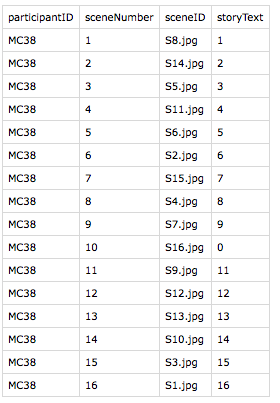 participantID sceneNumber sceneID storyText
MC38 1 S8.jpg 1
MC38 2 S14.jpg 2
MC38 3 S5.jpg 3
MC38 4 S11.jpg 4
MC38 5 S6.jpg 5
MC38 6 S2.jpg 6
MC38 7 S15.jpg 7
MC38 8 S4.jpg 8
MC38 9 S7.jpg 9
MC38 10 S16.jpg 0
MC38 11 S9.jpg 11
MC38 12 S12.jpg 12
MC38 13 S13.jpg 13
MC38 14 S10.jpg 14
MC38 15 S3.jpg 15
MC38 16 S1.jpg 16